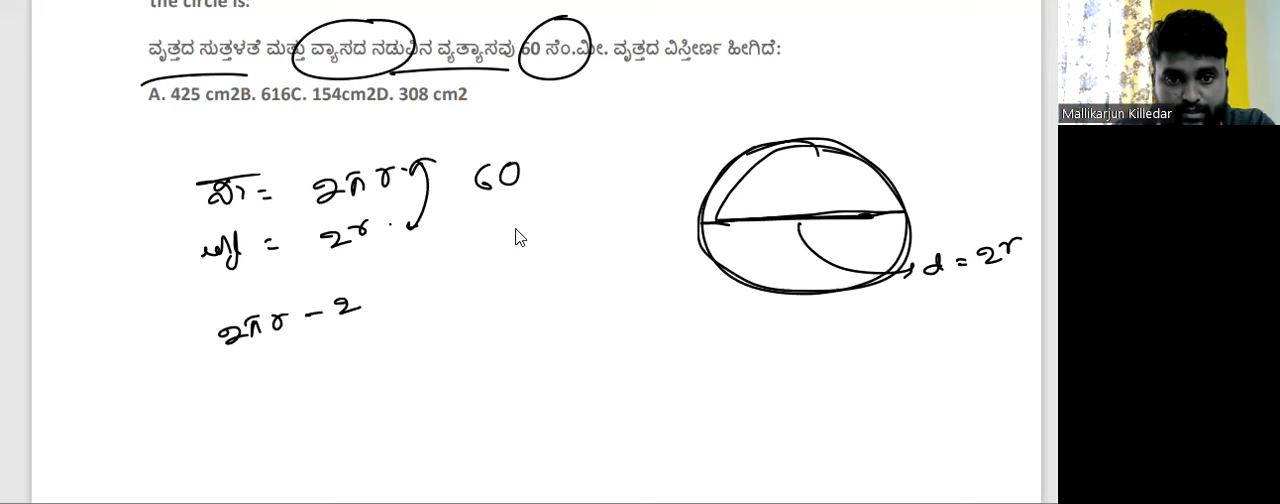 the circle is:
ವೃತ್ತದ ಸುತ್ತಳತೆ ಮತ್ತು ವ್ಯಾಸದ ನಡುವಿನ ವ್ಯತ್ಯಾಸವು 60 ಸೆಂ.ಮೀ. ವೃತ್ತದ ವಿಸ್ತೀರ್ಣ ಹೀಗಿದೆ:
A. 425 cm2B. 616C. 154cm2D. 308 cm2
Mallikarjun Killedar
= 2πr 60
= 2r
d = 2r
2πr - 2